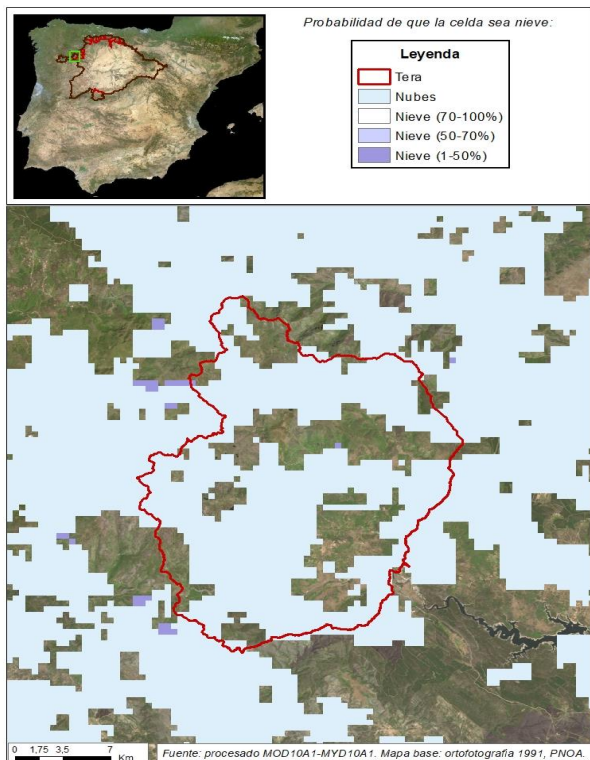 Probabilidad de que la celda sea nieve:
Leyenda
Tera
Nubes
Nieve (70-100%)
Nieve (50-70%)
Nieve (1-50%)
0 1,75 3,5 7
Km
Fuente: procesado MOD10A1-MYD10A1. Mapa base: ortofotografía 1991, PNOA.